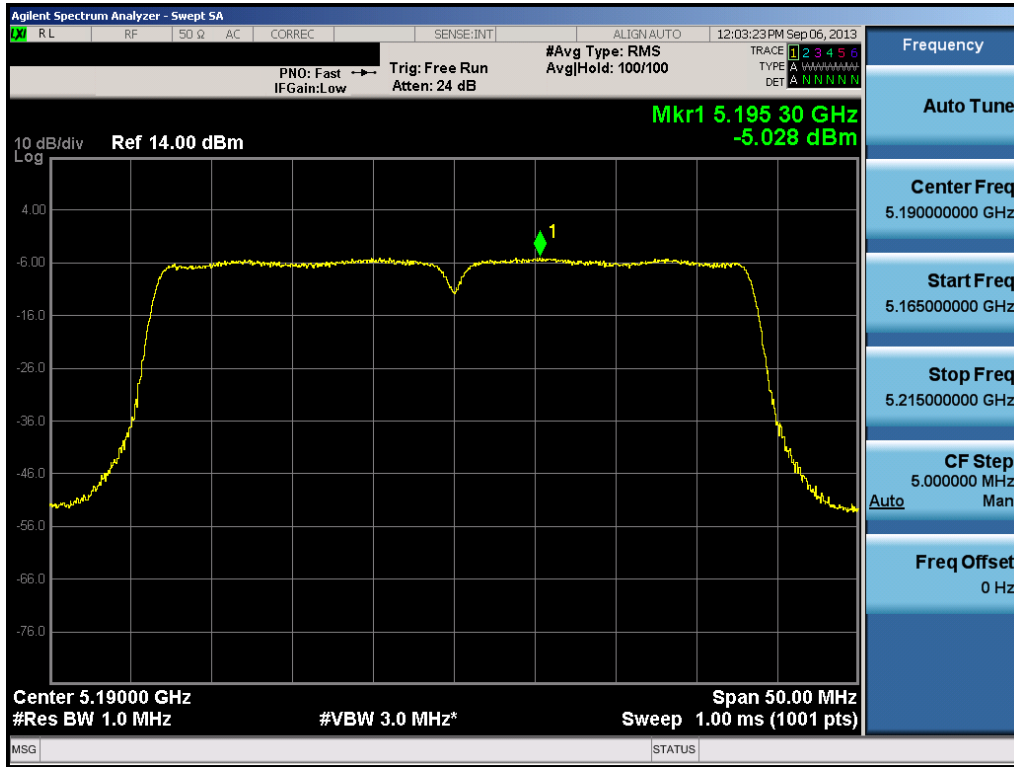 Agilent Spectrum Analyzer - Swept SA
LXI RL RF 50 Ω AC CORREC SENSE:INT ALIGN AUTO 12:03:23 PM Sep 06, 2013
PNO: Fast
IFGain:Low
Trig: Free Run
Atten: 24 dB
#Avg Type: RMS
Avg|Hold: 100/100
TRACE 1 2 3 4 5 6
TYPE A WWWWW
DET A N N N N N
Mkr1 5.195 30 GHz
-5.028 dBm
10 dB/div Ref 14.00 dBm
Log
1
4.00
-6.00
-16.0
-26.0
-36.0
-46.0
-56.0
-66.0
-76.0
Center 5.19000 GHz Span 50.00 MHz
#Res BW 1.0 MHz #VBW 3.0 MHz* Sweep 1.00 ms (1001 pts)
MSG STATUS
Frequency
Auto Tune
Center Freq
5.190000000 GHz
Start Freq
5.165000000 GHz
Stop Freq
5.215000000 GHz
CF Step
5.000000 MHz
Auto Man
Freq Offset
0 Hz